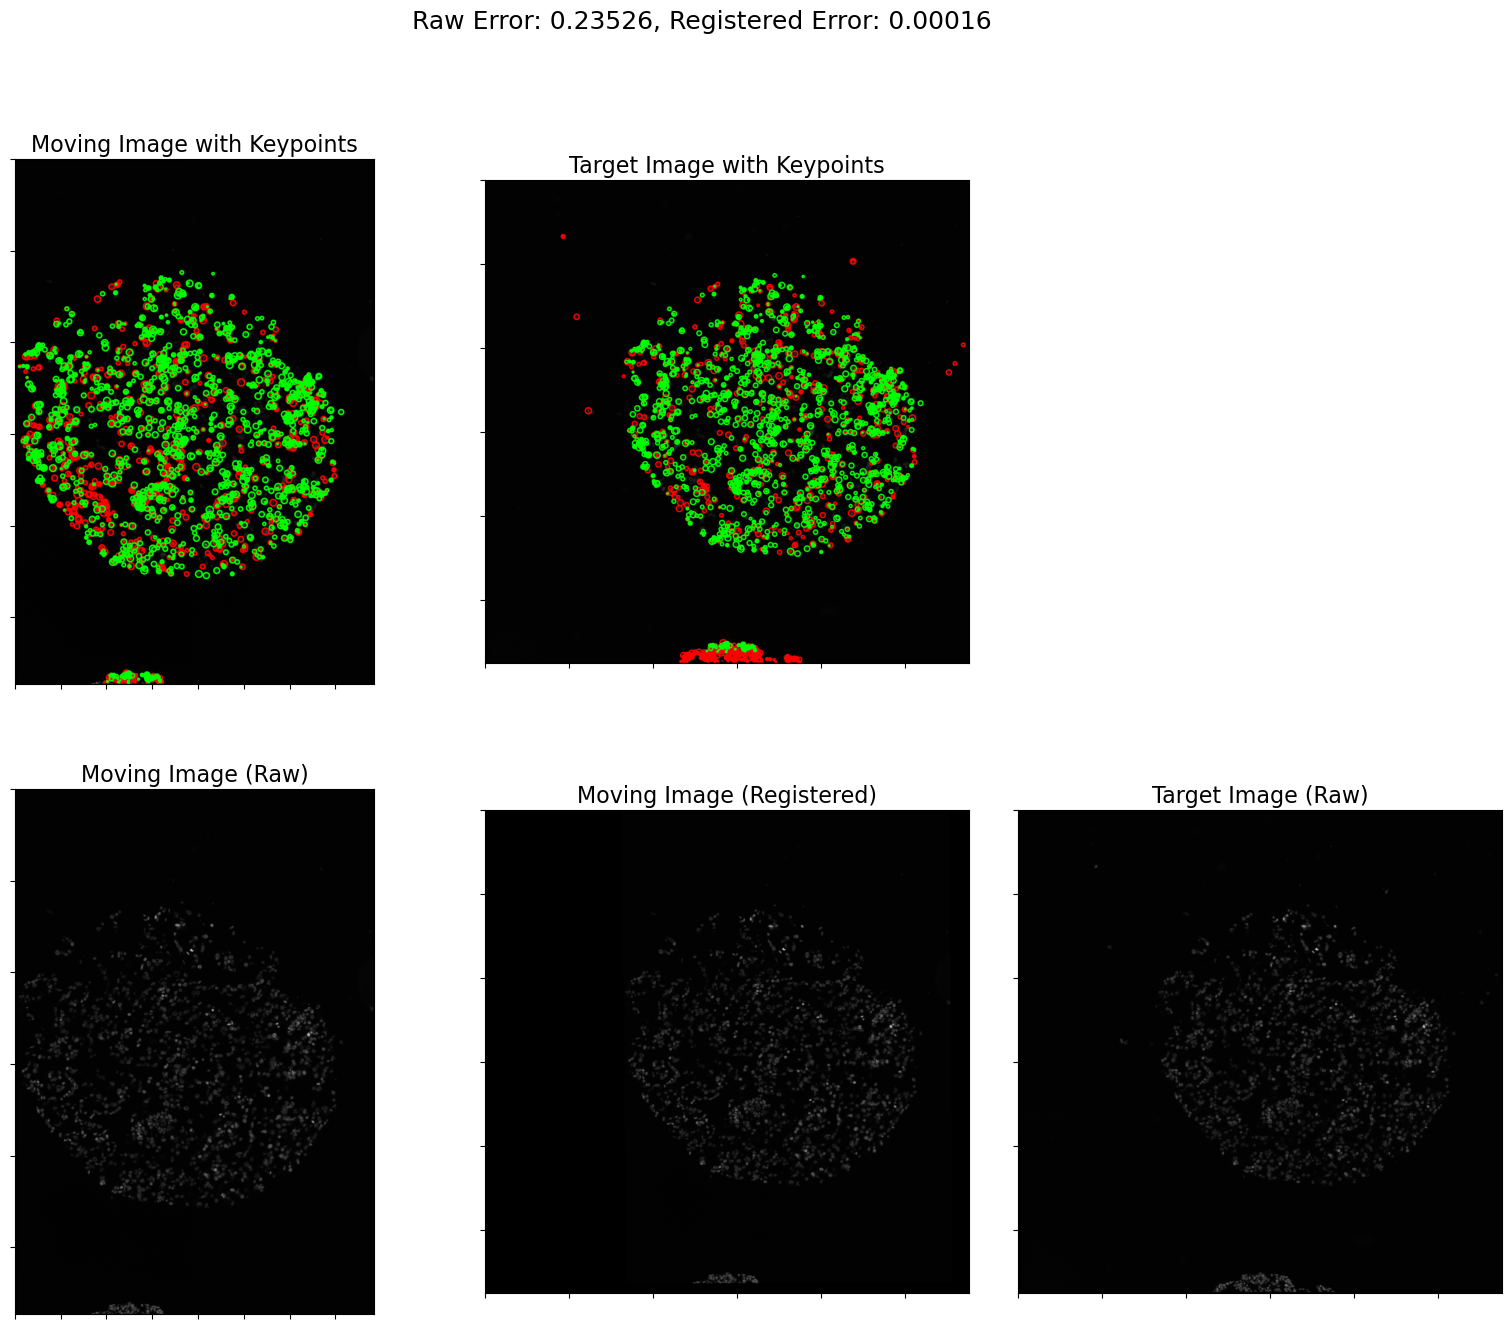 Raw Error: 0.23526, Registered Error: 0.00016
Moving Image with Keypoints
Target Image with Keypoints
Moving Image (Raw)
Moving Image (Registered)
Target Image (Raw)